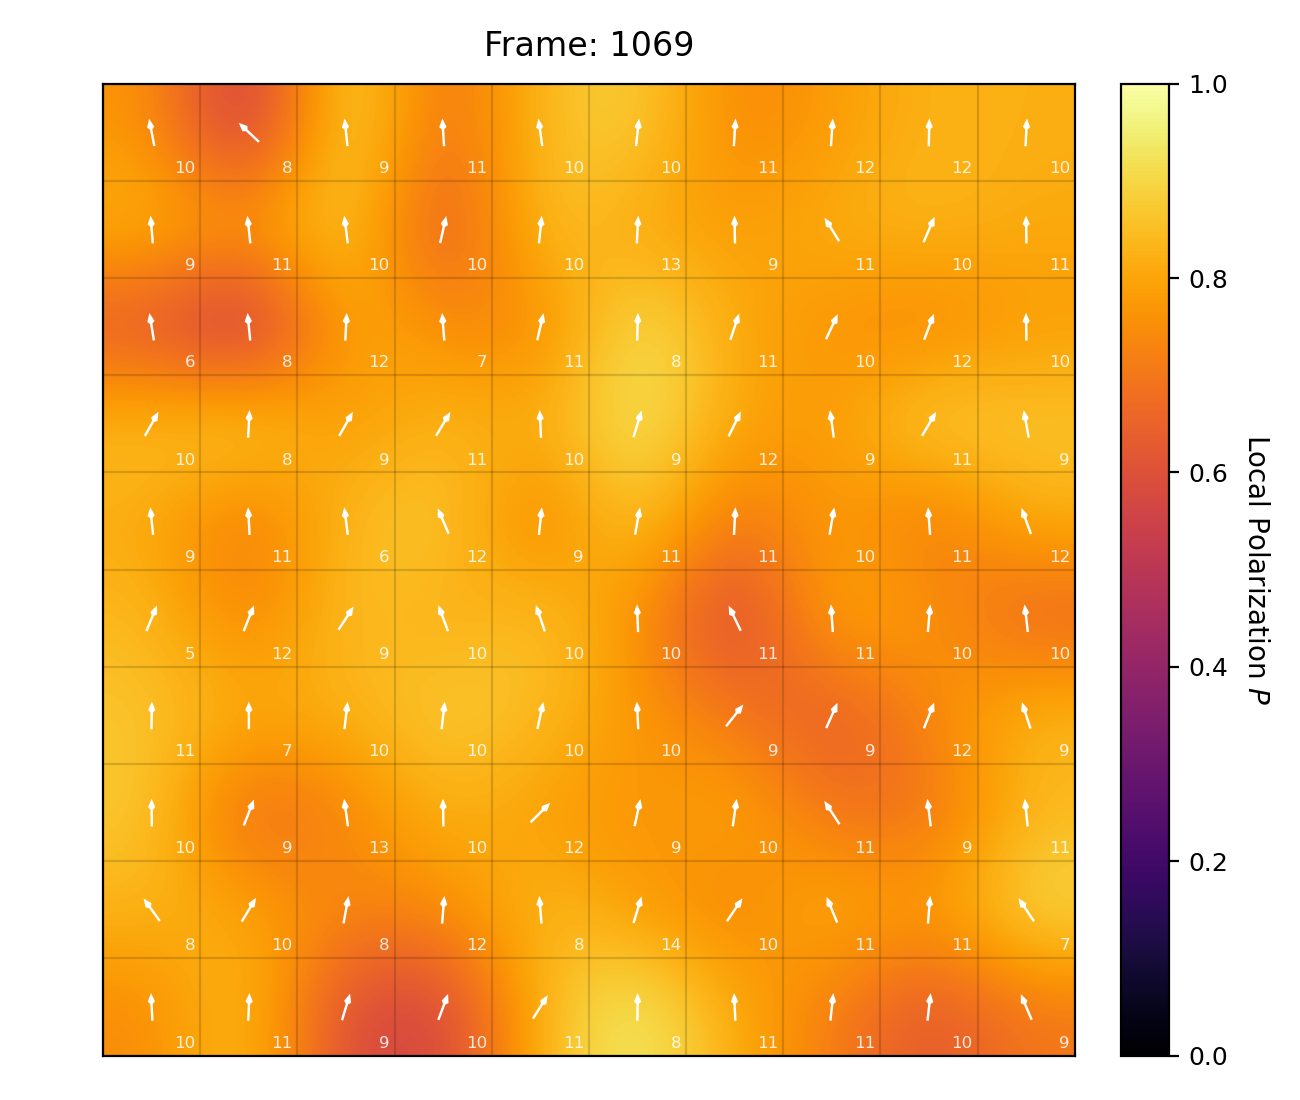 Frame: 1069
10 8 9 11 10 10 11 12 12 10
9 11 10 10 10 13 9 11 10 11
6 8 12 7 11 8 11 10 12 10
10 8 9 11 10 9 12 9 11 9
9 11 6 12 9 11 11 10 11 12
5 12 9 10 10 10 11 11 10 10
11 7 10 10 10 10 9 9 12 9
10 9 13 10 12 9 10 11 9 11
8 10 8 12 8 14 10 11 11 7
10 11 9 10 11 8 11 11 10 9
1.0
0.8
0.6
0.4
0.2
0.0
Local Polarization P